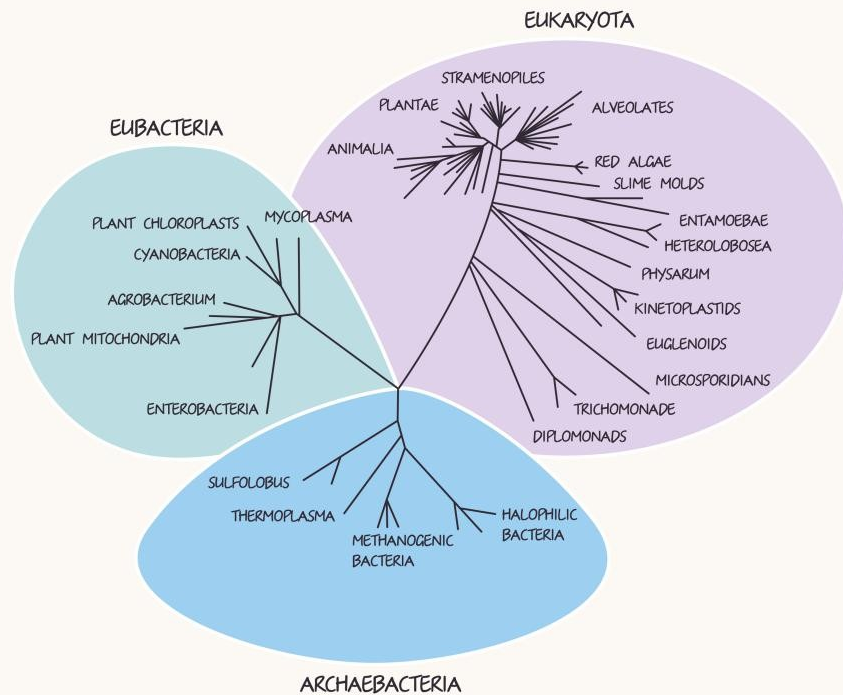 EUKARYOTA
STRAMENOPILES
PLANTAE
ALVEOLATES
ANIMALIA
RED ALGAE
SLIME MOLDS
ENTAMOEBAE
HETEROLOBOSEA
PHYSARUM
KINETOPLASTIDS
EUGLENOIDS
MICROSPORIDIANS
TRICHOMONADE
DIPLOMONADS
EUBACTERIA
MYCOPLASMA
PLANT CHLOROPLASTS
CYANOBACTERIA
AGROBACTERIUM
PLANT MITOCHONDRIA
ENTEROBACTERIA
SULFOLOBUS
THERMOPLASMA
METHANOGENIC
BACTERIA
HALOPHILIC
BACTERIA
ARCHAEBACTERIA